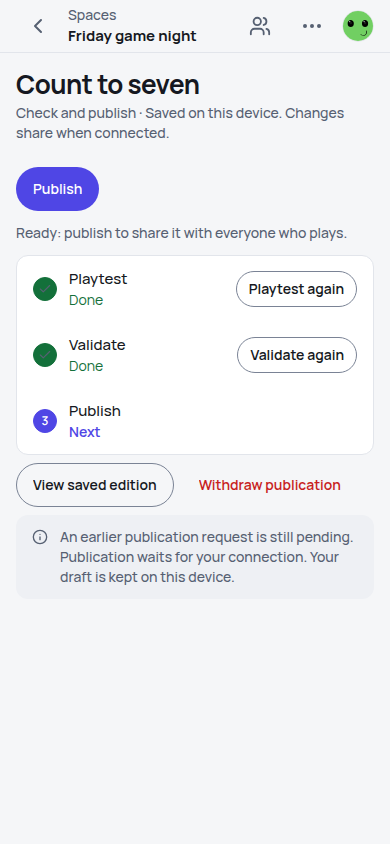 Spaces
Friday game night
Count to seven
Check and publish · Saved on this device. Changes
share when connected.
Publish
Ready: publish to share it with everyone who plays.
Playtest
Done
Playtest again
Validate
Done
Validate again
3
Publish
Next
View saved edition
Withdraw publication
An earlier publication request is still pending.
Publication waits for your connection. Your
draft is kept on this device.